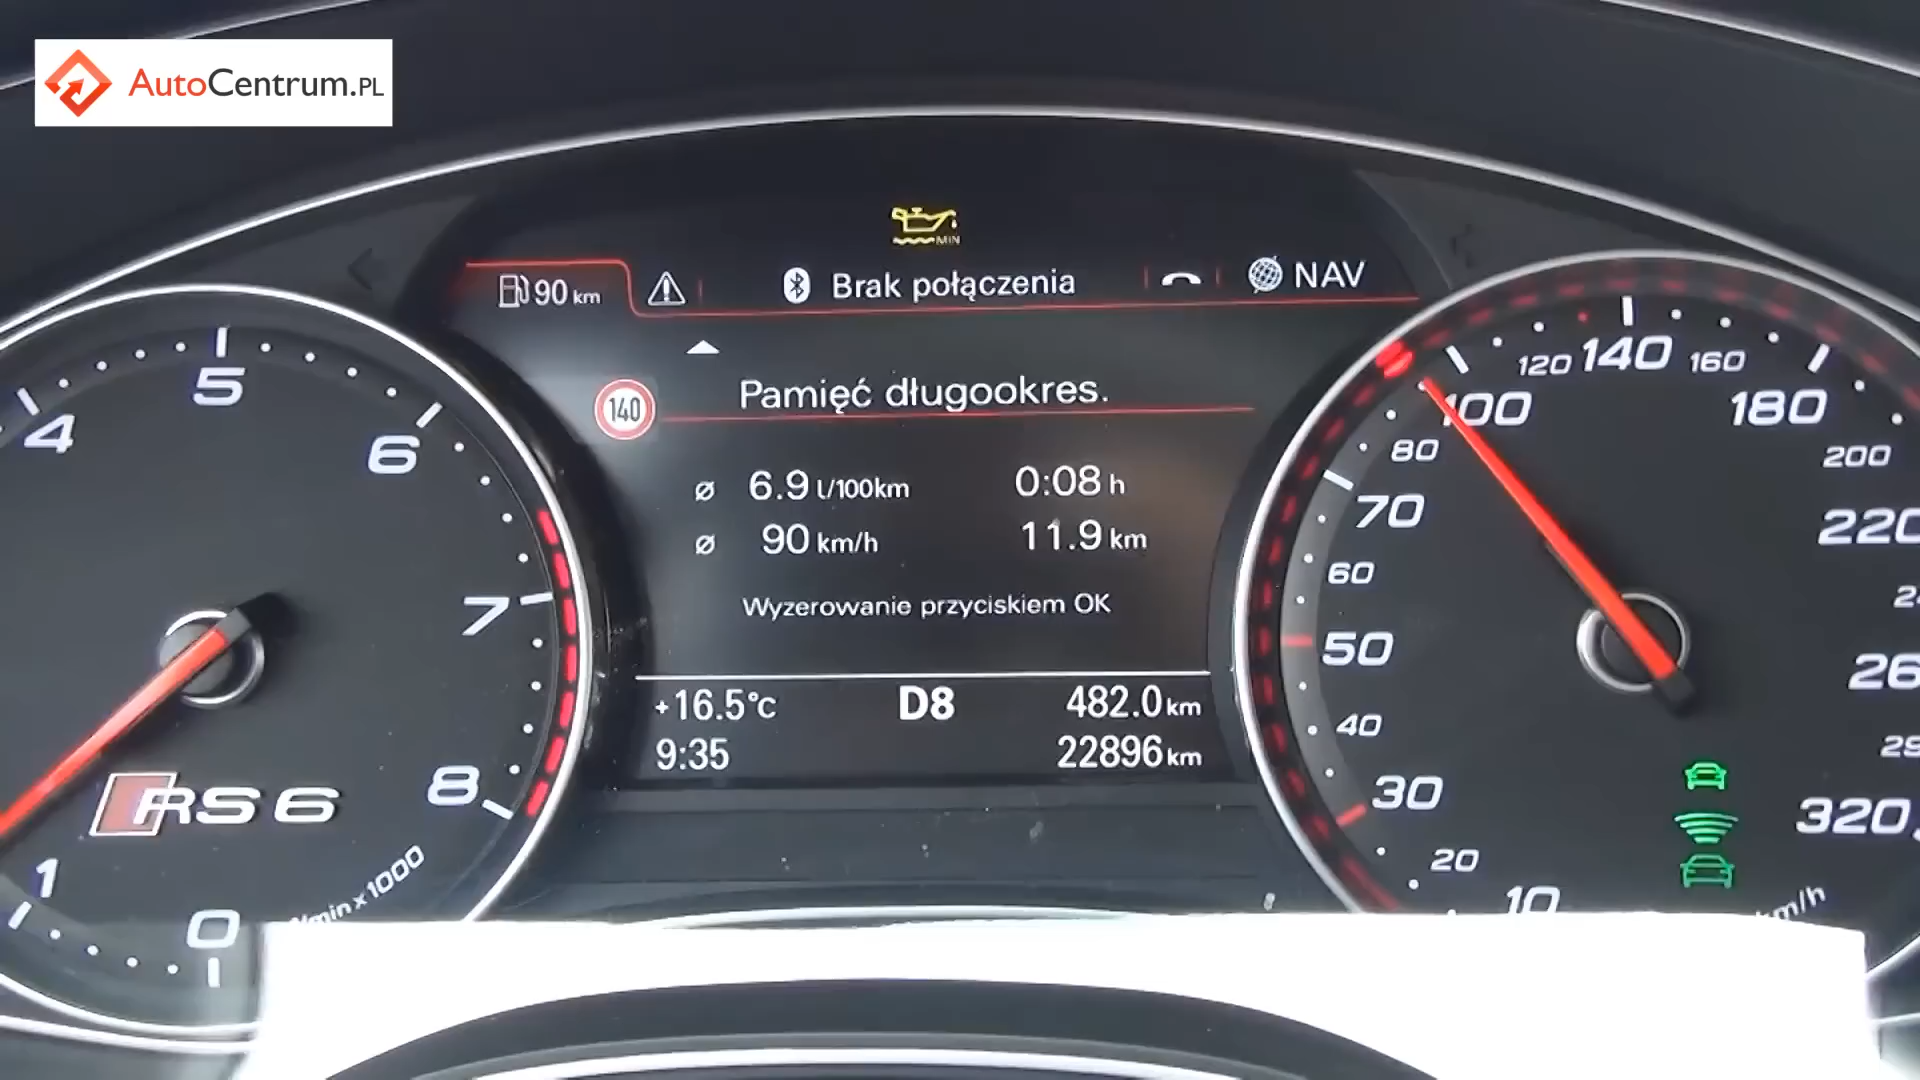 AutoCentrum.PL
MIN
90 km
Brak połączenia
NAV
140
Pamięć długookres.
ø 6.9 l/100km 0:08 h
ø 90 km/h 11.9 km
Wyzerowanie przyciskiem OK
+16.5°C D8 482.0 km
9:35 22896 km
0
1
4
5
6
7
8
RS6
/min x 1000
10
20
30
40
50
60
70
80
100
120
140
160
180
200
220
320
km/h